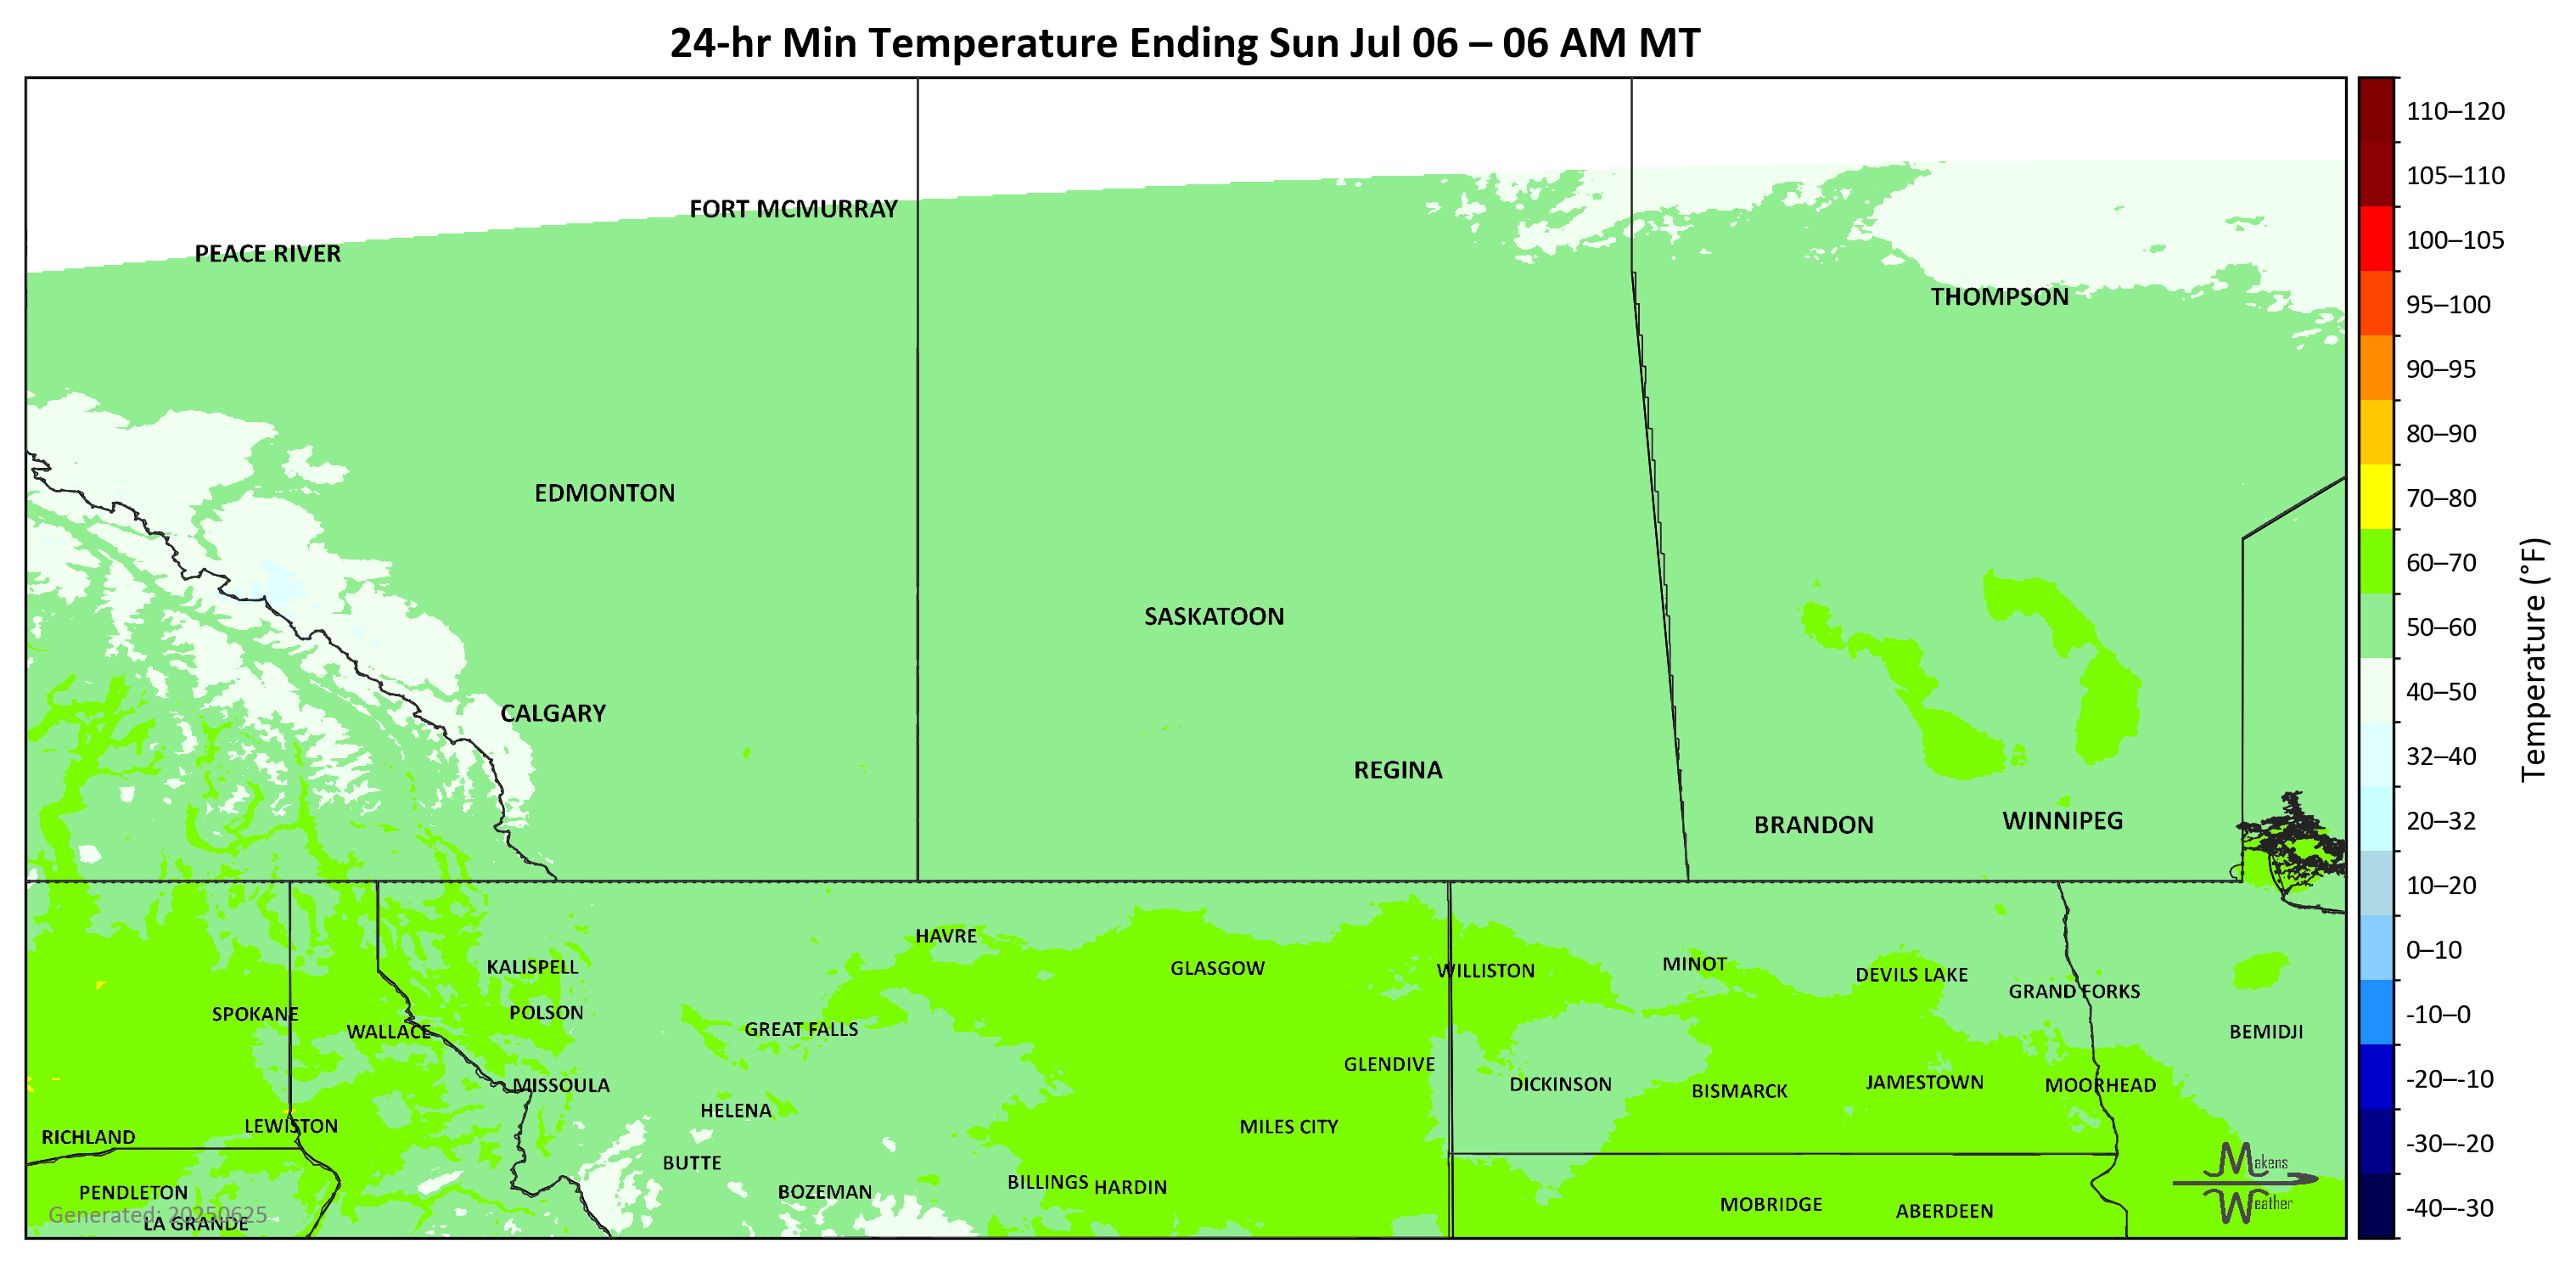 24-hr Min Temperature Ending Sun Jul 06 – 06 AM MT
FORT MCMURRAY
PEACE RIVER
THOMPSON
EDMONTON
SASKATOON
CALGARY
REGINA
BRANDON
WINNIPEG
HAVRE
KALISPELL
GLASGOW
WILLISTON
MINOT
DEVILS LAKE
GRAND FORKS
SPOKANE
POLSON
WALLACE
GREAT FALLS
BEMIDJI
GLENDIVE
MISSOULA
DICKINSON
BISMARCK
JAMESTOWN
MOORHEAD
HELENA
LEWISTON
MILES CITY
RICHLAND
BUTTE
BOZEMAN
BILLINGS
HARDIN
PENDLETON
MOBRIDGE
ABERDEEN
Generated: 20250625
LA GRANDE
Makens
Weather
110–120
105–110
100–105
95–100
90–95
80–90
70–80
60–70
50–60
40–50
32–40
20–32
10–20
0–10
-10–0
-20–-10
-30–-20
-40–-30
Temperature (°F)